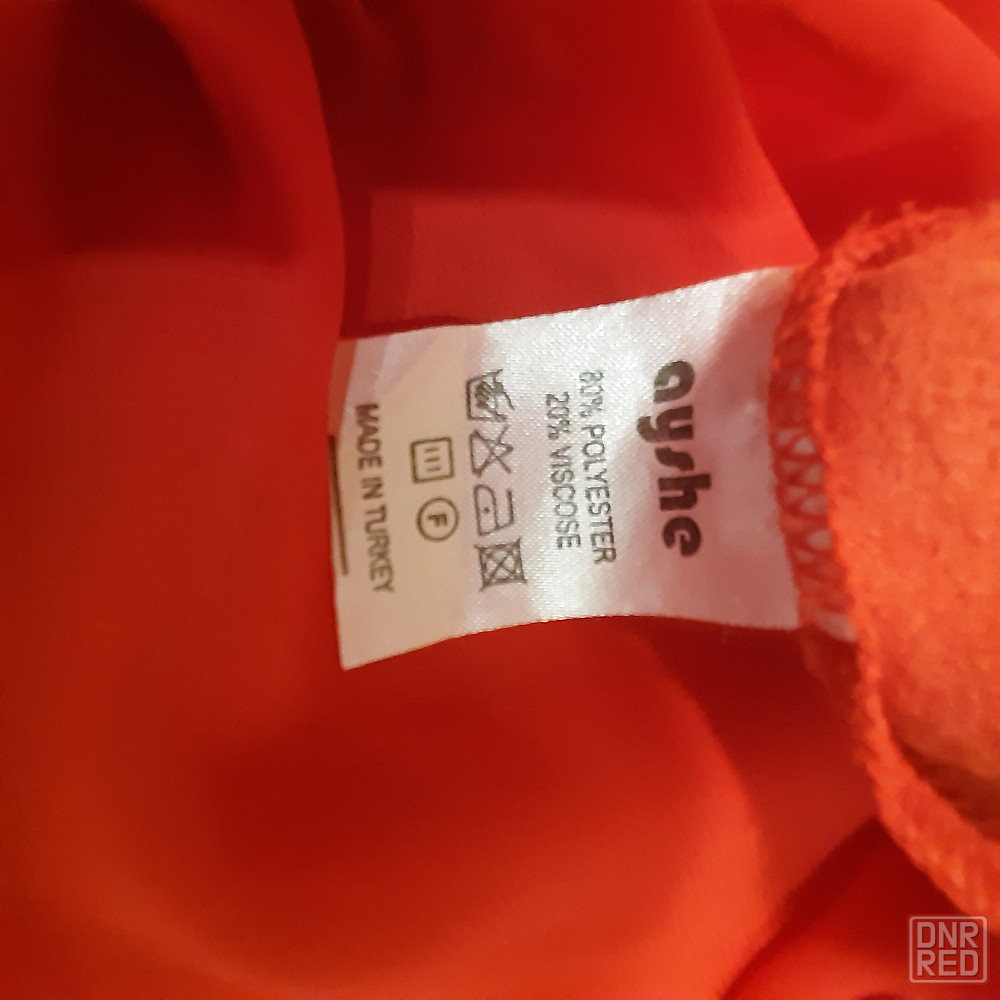 ayshe
80% POLYESTER
20% VISCOSE
F
MADE IN TURKEY
DNR
RED